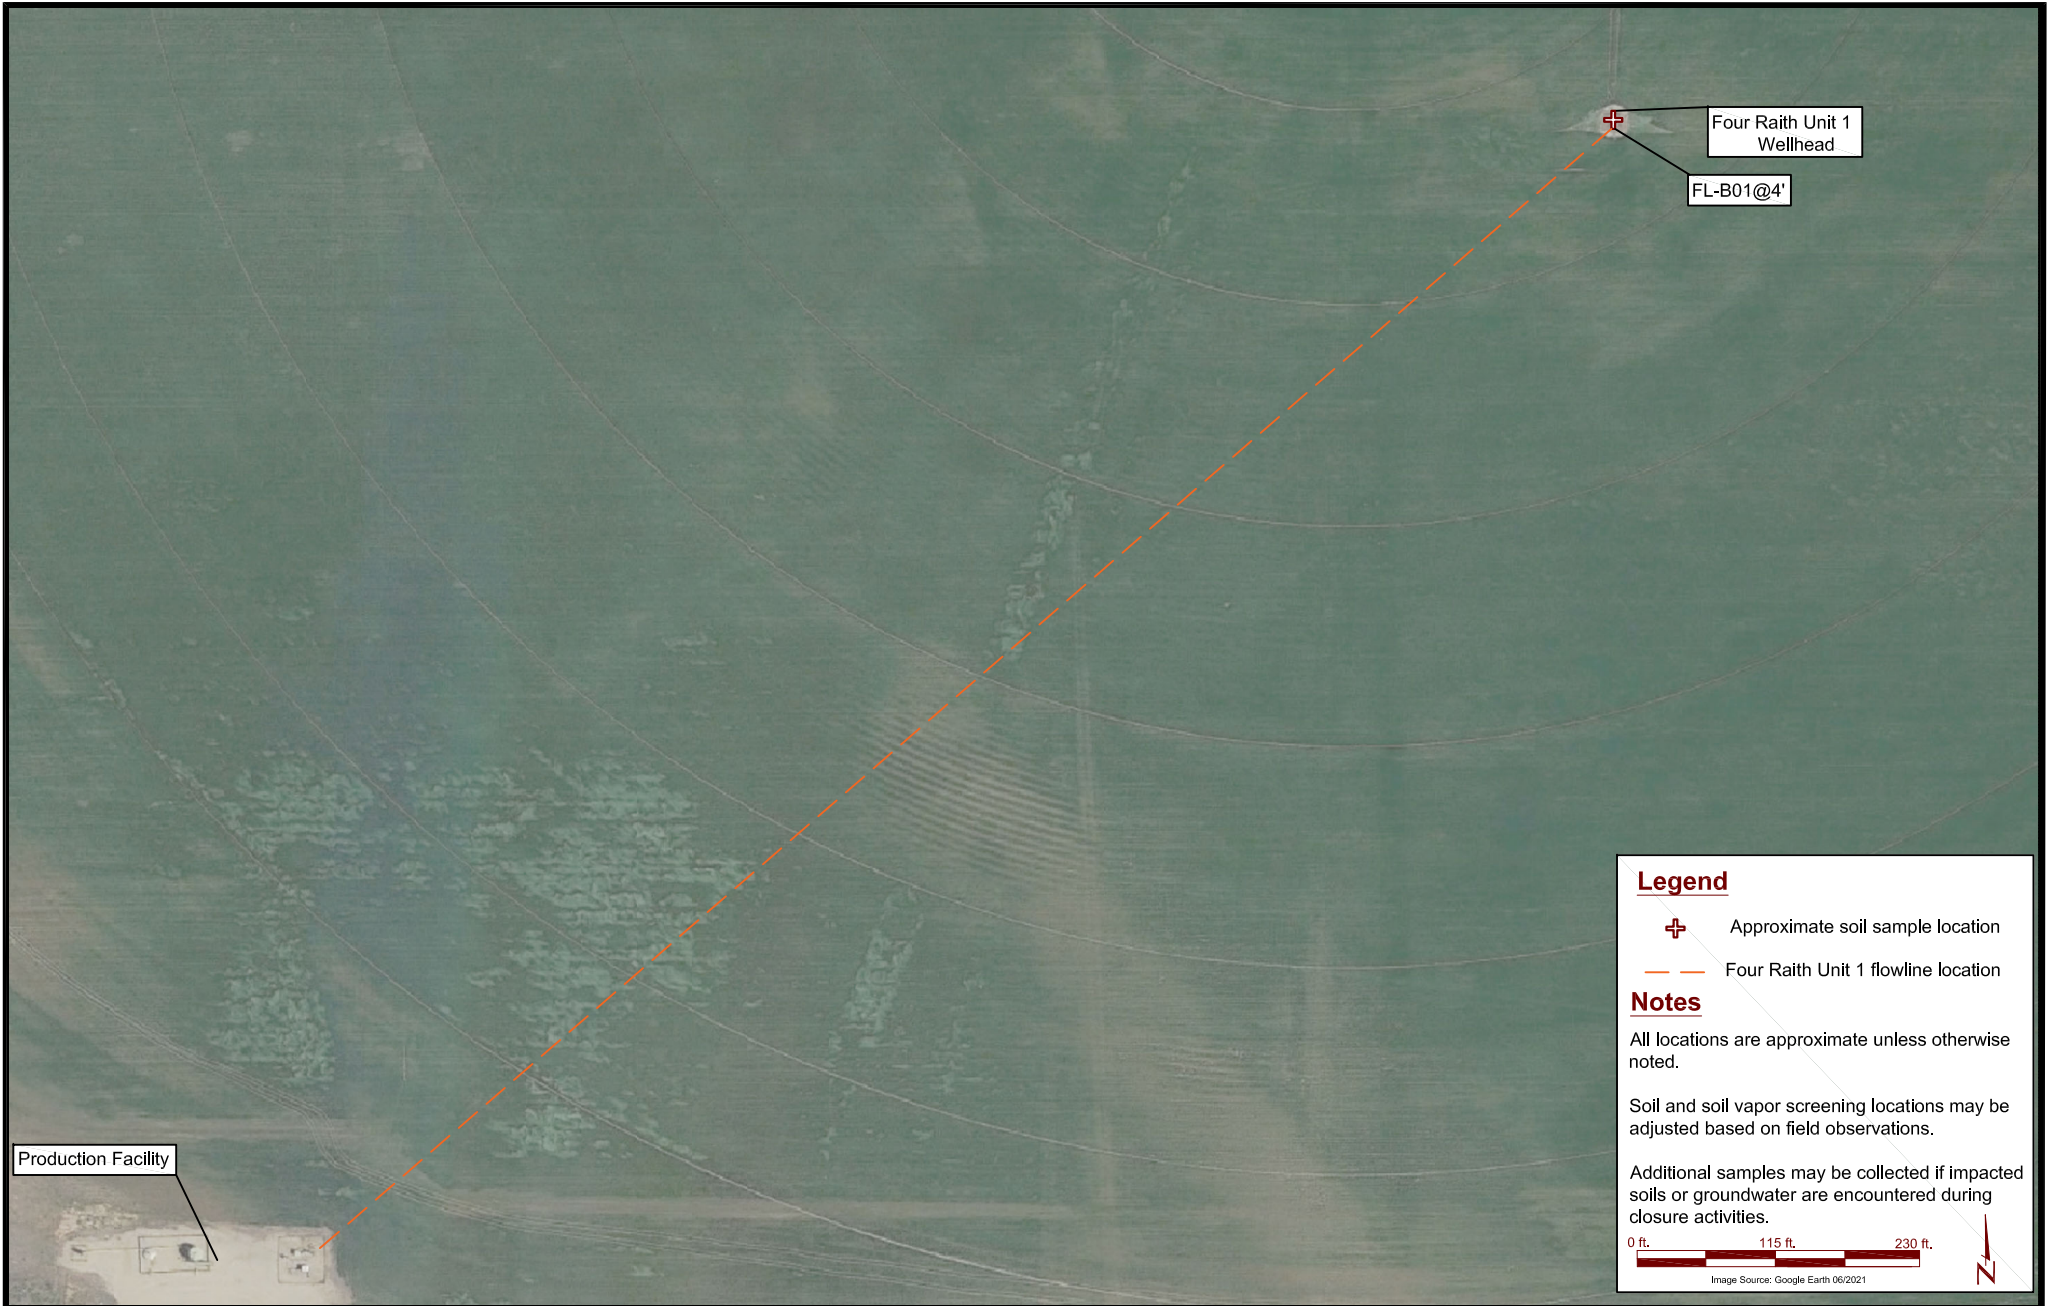 Four Raith Unit 1
Wellhead
FL-B01@4'
Production Facility
Legend
Approximate soil sample location
Four Raith Unit 1 flowline location
Notes
All locations are approximate unless otherwise
noted.
Soil and soil vapor screening locations may be
adjusted based on field observations.
Additional samples may be collected if impacted
soils or groundwater are encountered during
closure activities.
0 ft. 115 ft. 230 ft.
Image Source: Google Earth 06/2021
N